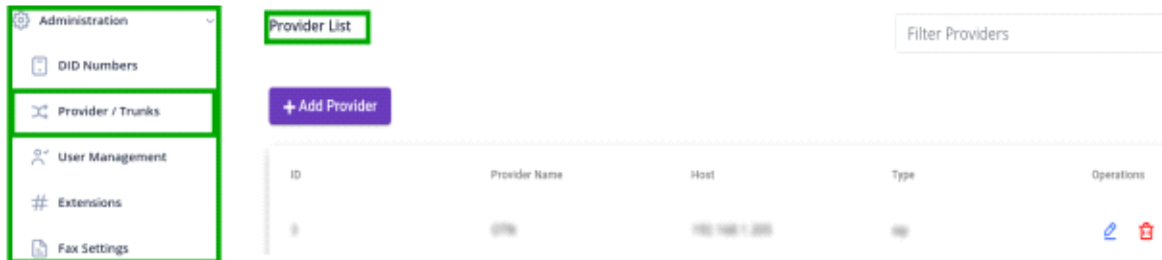 Administration
DID Numbers
Provider / Trunks
User Management
Extensions
Fax Settings
Provider List
Filter Providers
+ Add Provider
ID Provider Name Host Type Operations